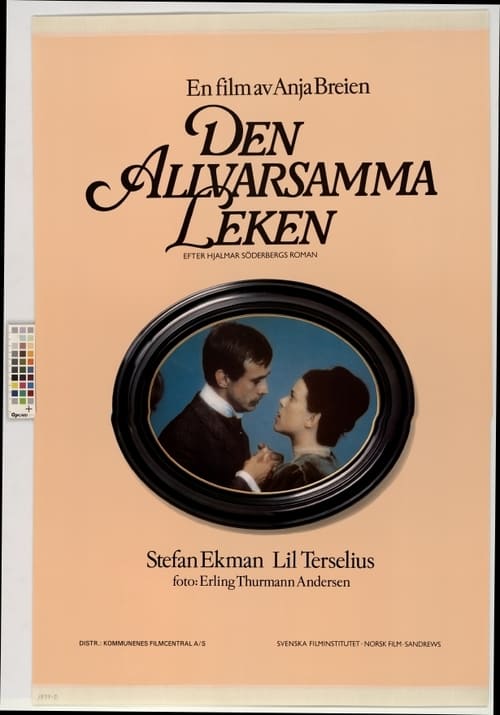 En film av Anja Breien
DEN
ALLVARSAMMA
LEKEN
EFTER HJALMAR SÖDERBERGS ROMAN
Stefan Ekman Lil Terselius
foto: Erling Thurmann Andersen
DISTR.: KOMMUNENES FILMCENTRAL A/S
SVENSKA FILMINSTITUTET · NORSK FILM · SANDREWS